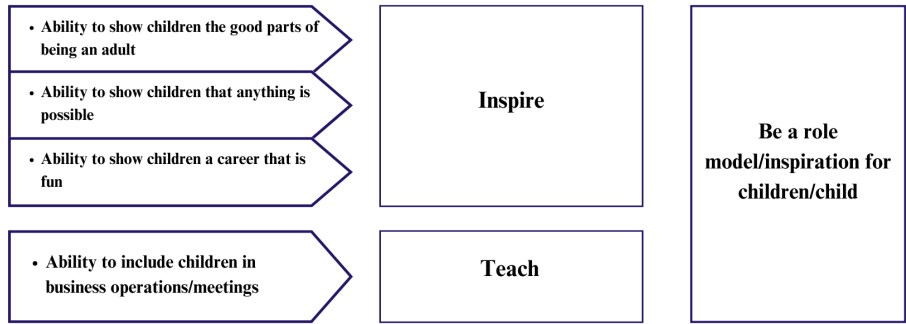 • Ability to show children the good parts of
being an adult
• Ability to show children that anything is
possible
• Ability to show children a career that is
fun
Inspire
• Ability to include children in
business operations/meetings
Teach
Be a role
model/inspiration for
children/child